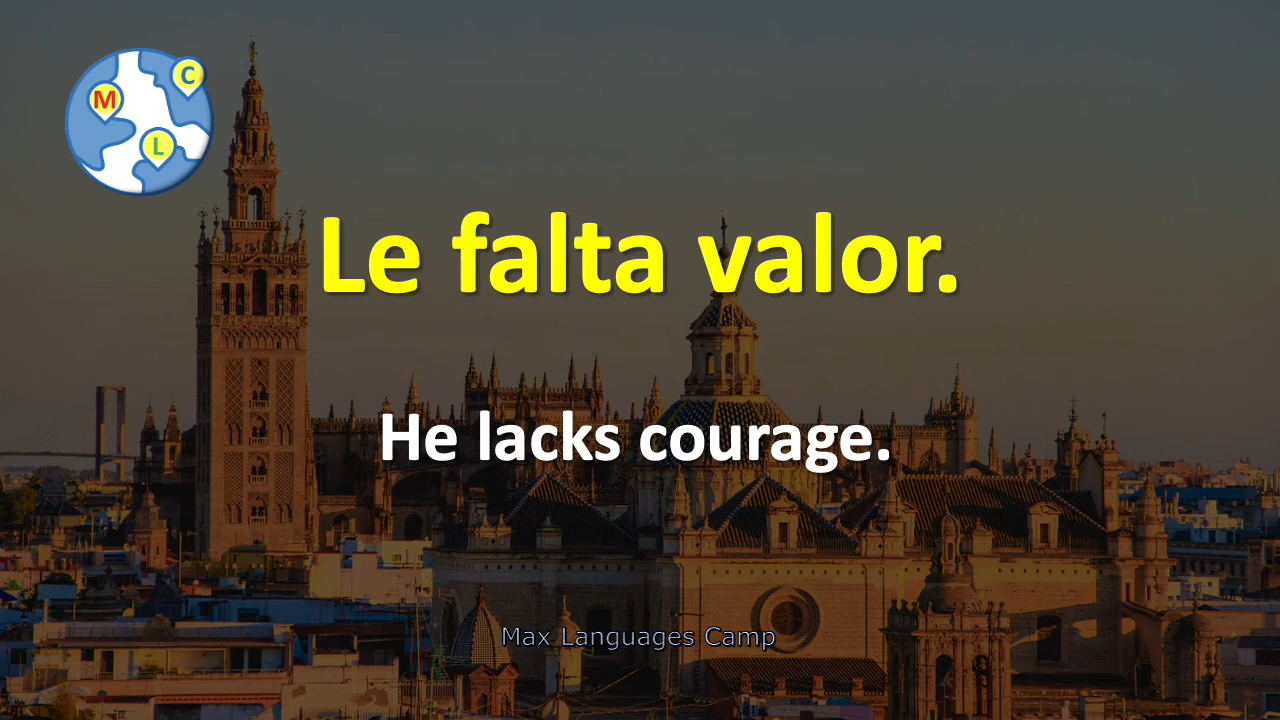 M
C
L
Le falta valor.
He lacks courage.
Max Languages Camp